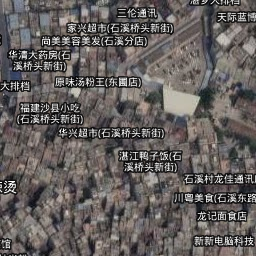 三伦通讯
天际蓝博
家兴超市(石溪桥头新街)
尚美美容美发(石溪分店)
华清大药房(石
溪桥头新街)
大排档
原味汤粉王(东圃店)
福建沙县小吃
(石溪桥头新街)
华兴超市(石溪桥头新街)
湛江鸭子饭(石
溪桥头新街)
石溪村龙佳通讯
川粤美食(石溪东路
龙记面食店
新新电脑科技